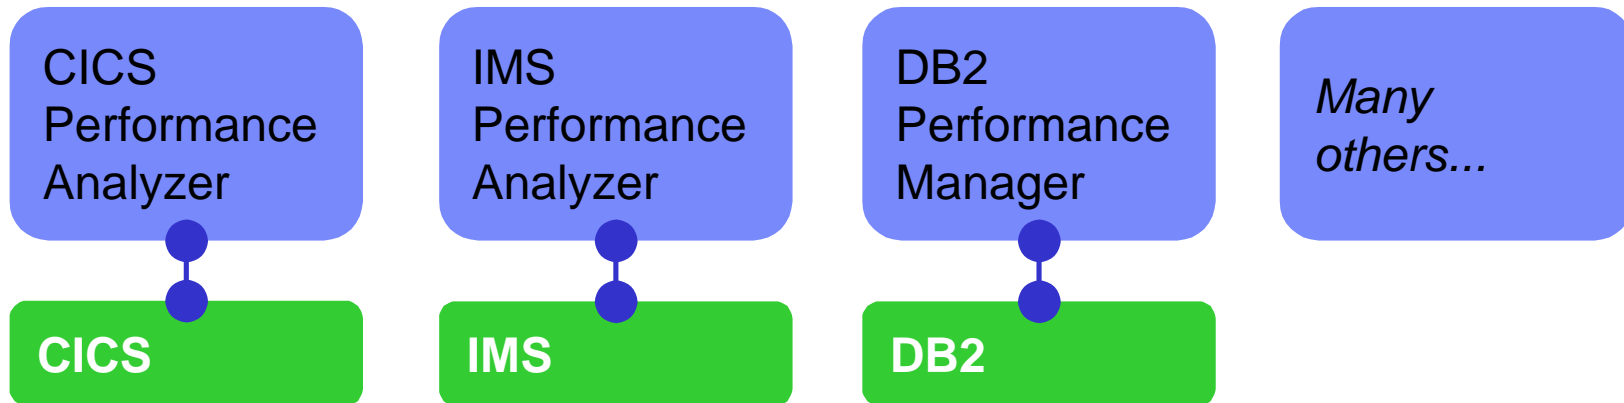 CICS
Performance
Analyzer
IMS
Performance
Analyzer
DB2
Performance
Manager
Many
others...
CICS
IMS
DB2